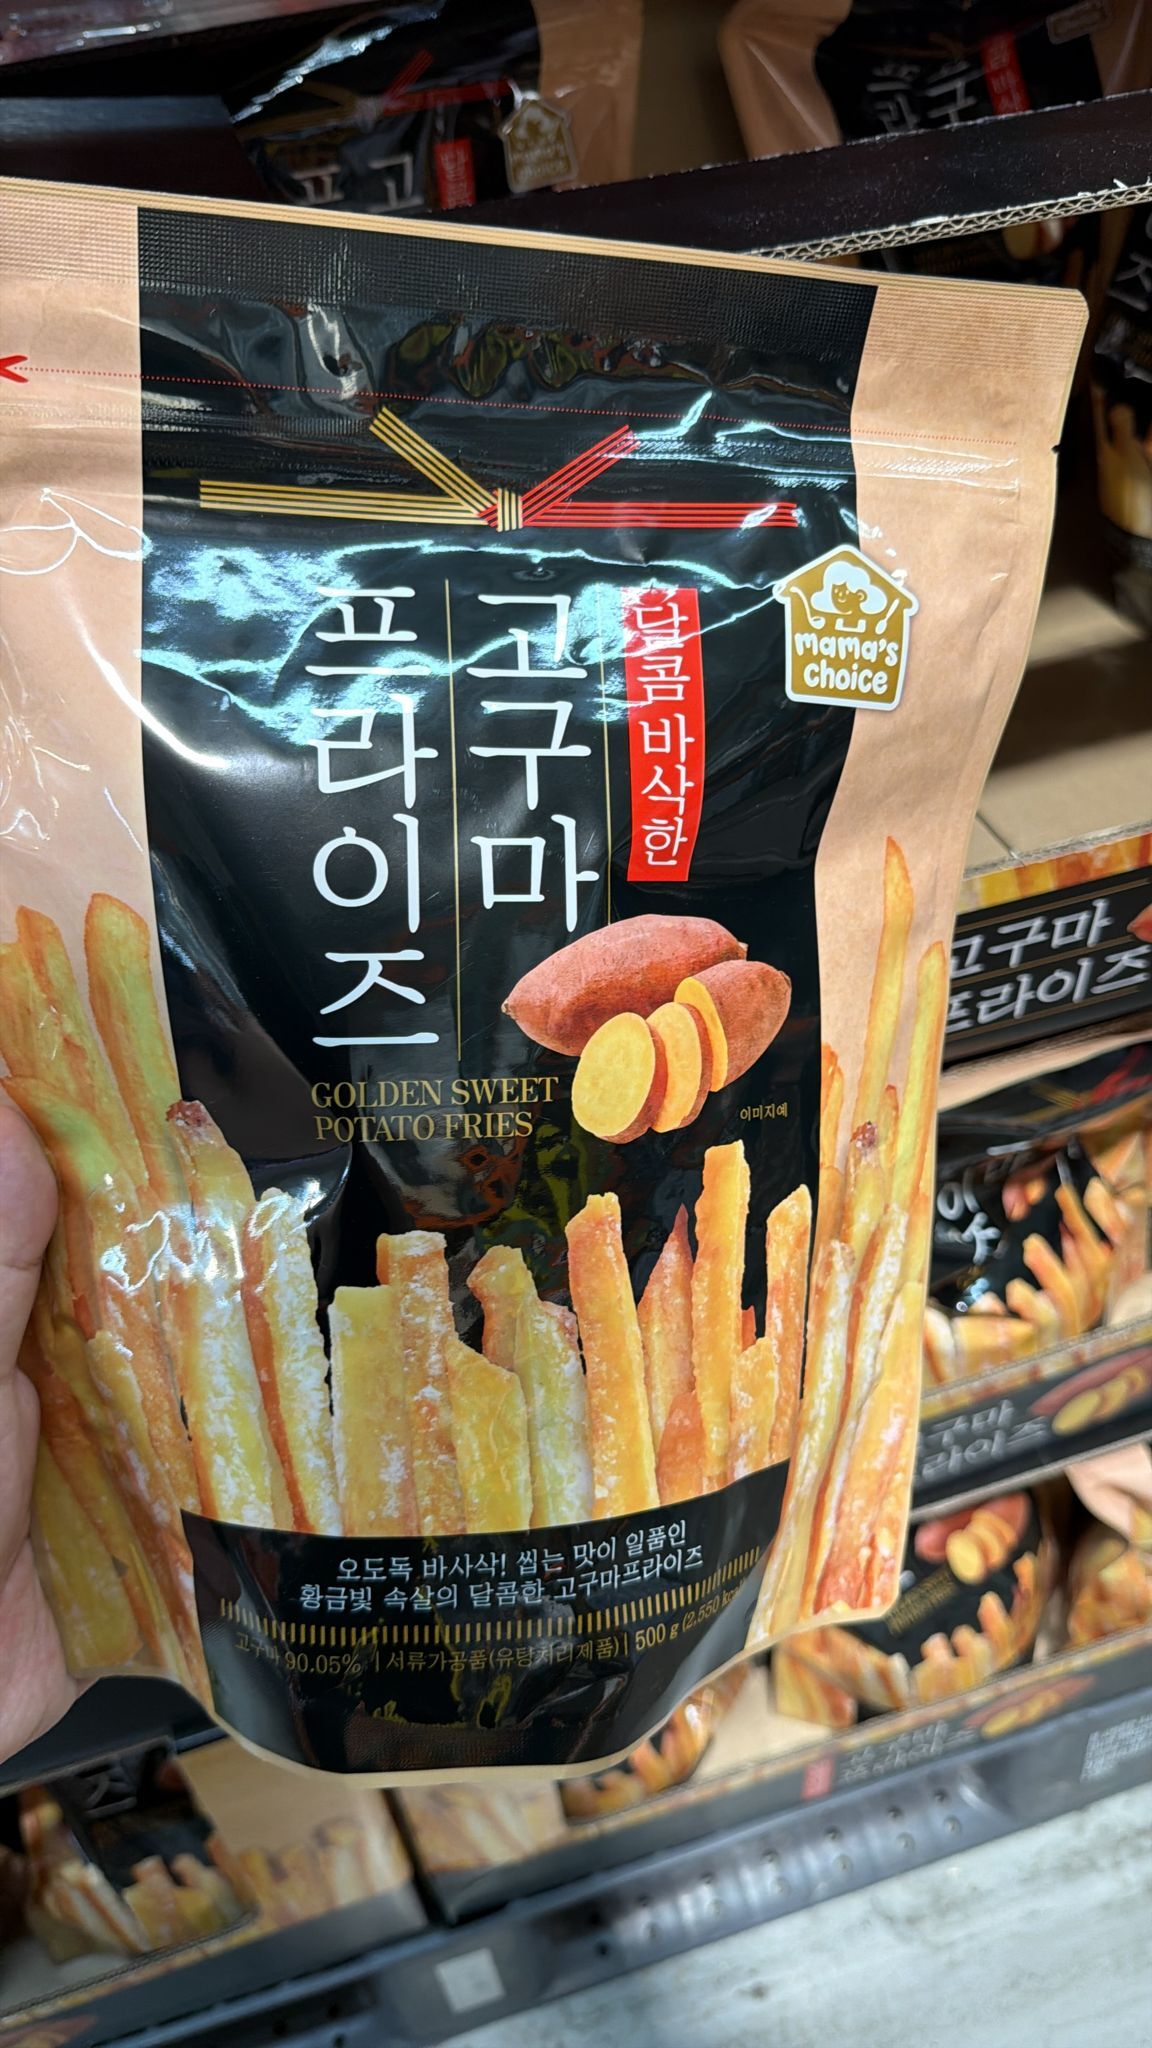 달콤 바삭한
고구마
프라이즈
mama's
choice
GOLDEN SWEET
POTATO FRIES
이미지예
오도독 바사삭! 씹는 맛이 일품인
황금빛 속살의 달콤한 고구마프라이즈
고구마 90.05% | 서류가공품(유탕처리제품) | 500 g (2,550 kcal
고구마
프라이즈